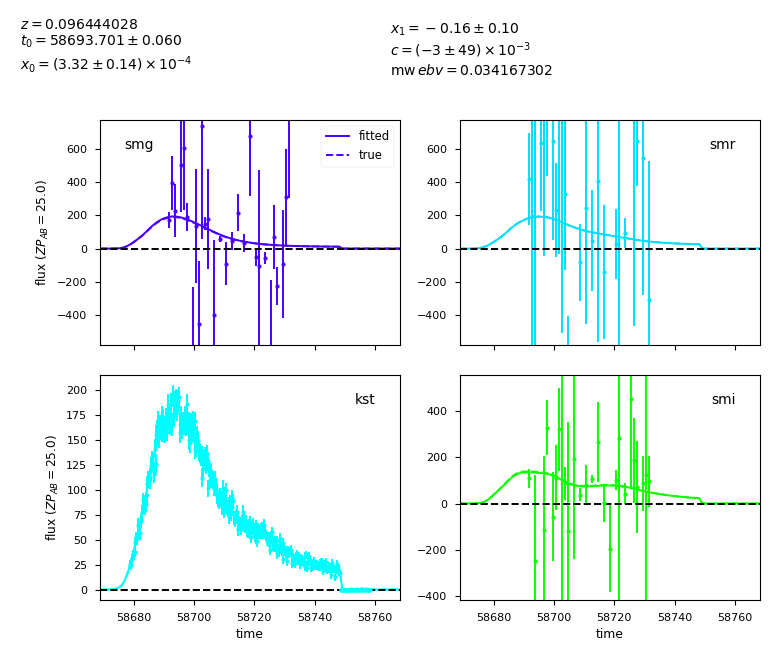 z = 0.096444028
t₀ = 58693.701 ± 0.060
x₀ = (3.32 ± 0.14) × 10⁻⁴
x₁ = −0.16 ± 0.10
c = (−3 ± 49) × 10⁻³
mw ebv = 0.034167302
smg
fitted
true
600
400
200
0
−200
−400
flux (ZP_AB = 25.0)
smr
600
400
200
0
−200
−400
kst
200
175
150
125
100
75
50
25
0
flux (ZP_AB = 25.0)
58680 58700 58720 58740 58760
time
smi
400
200
0
−200
−400
58680 58700 58720 58740 58760
time